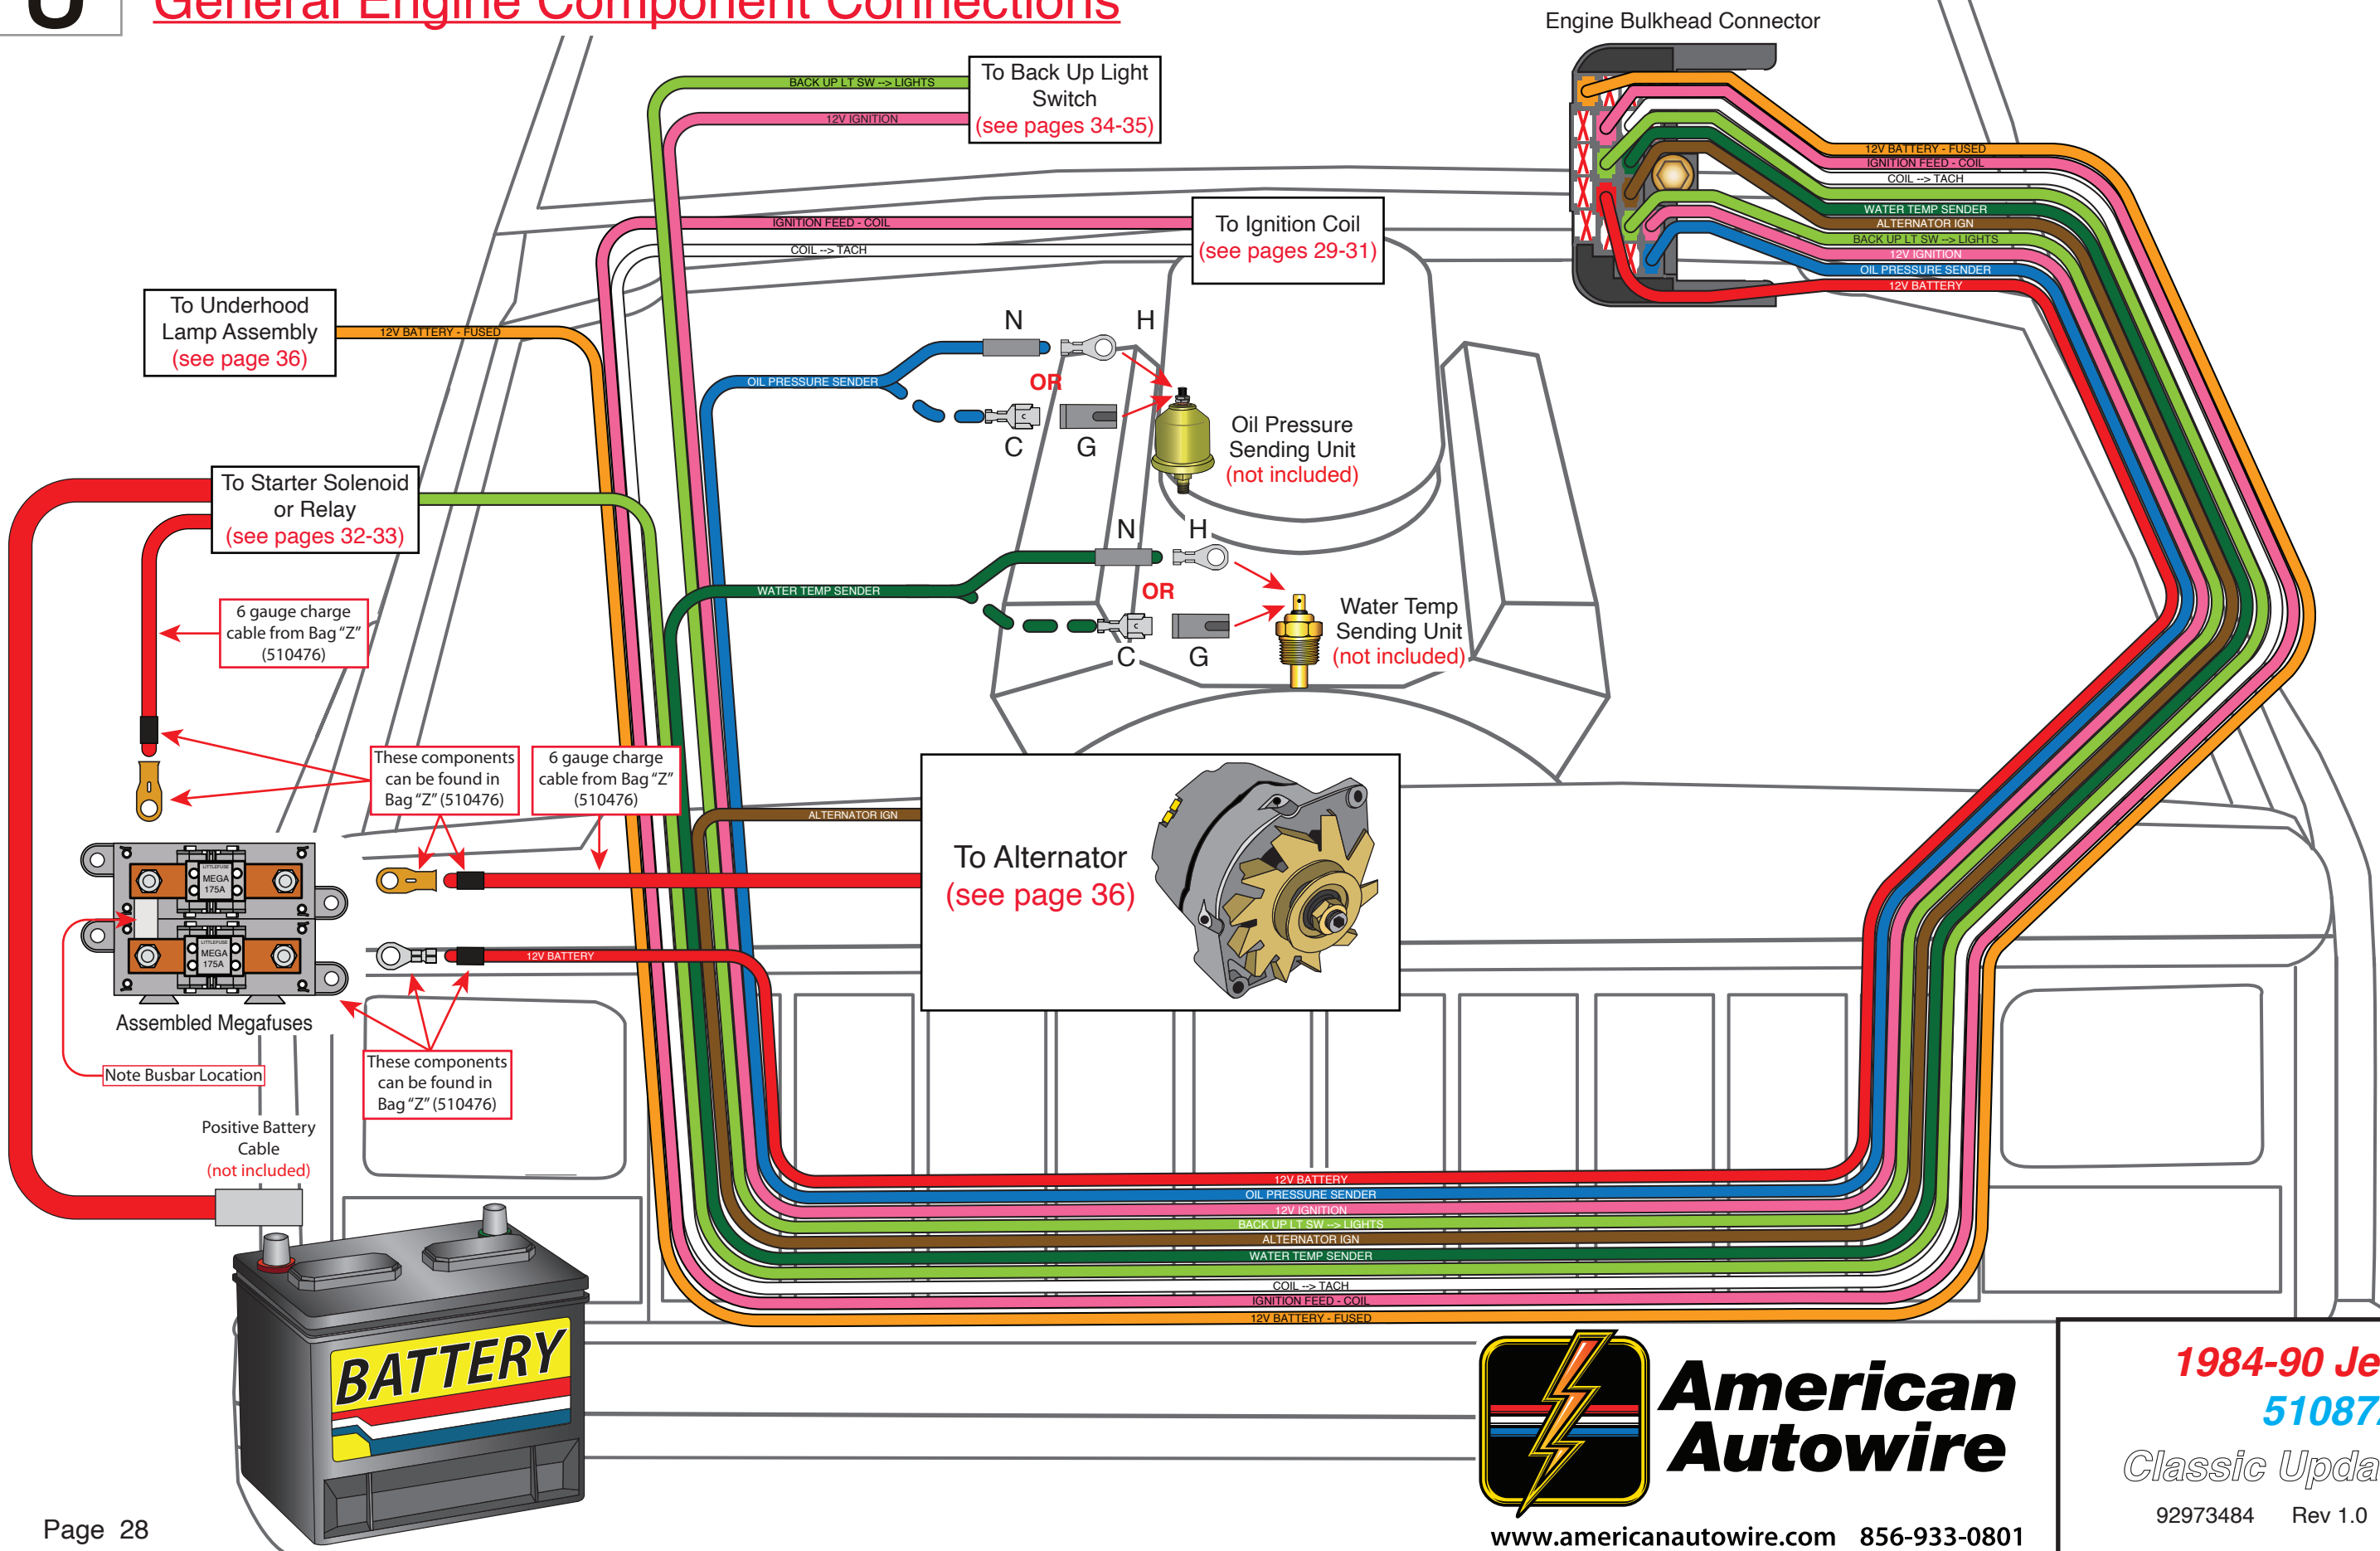 General Engine Component Connections
Engine Bulkhead Connector
BACK UP LT SW --> LIGHTS
12V IGNITION
To Back Up Light
Switch
(see pages 34-35)
12V BATTERY - FUSED
IGNITION FEED - COIL
COIL --> TACH
WATER TEMP SENDER
ALTERNATOR IGN
BACK UP LT SW --> LIGHTS
12V IGNITION
OIL PRESSURE SENDER
12V BATTERY
IGNITION FEED - COIL
COIL --> TACH
To Ignition Coil
(see pages 29-31)
To Underhood
Lamp Assembly
(see page 36)
12V BATTERY - FUSED
N
H
OIL PRESSURE SENDER
OR
C
C
G
Oil Pressure
Sending Unit
(not included)
To Starter Solenoid
or Relay
(see pages 32-33)
N
H
WATER TEMP SENDER
OR
C
C
G
Water Temp
Sending Unit
(not included)
6 gauge charge
cable from Bag "Z"
(510476)
These components
can be found in
Bag "Z" (510476)
6 gauge charge
cable from Bag "Z"
(510476)
ALTERNATOR IGN
To Alternator
(see page 36)
LITTLEFUSE
MEGA
175A
LITTLEFUSE
MEGA
175A
12V BATTERY
Assembled Megafuses
Note Busbar Location
These components
can be found in
Bag "Z" (510476)
Positive Battery
Cable
(not included)
12V BATTERY
OIL PRESSURE SENDER
12V IGNITION
BACK UP LT SW --> LIGHTS
ALTERNATOR IGN
WATER TEMP SENDER
COIL --> TACH
IGNITION FEED - COIL
12V BATTERY - FUSED
BATTERY
American
Autowire
www.americanautowire.com 856-933-0801
1984-90 Je
51087
Classic Upda
92973484 Rev 1.0
Page 28